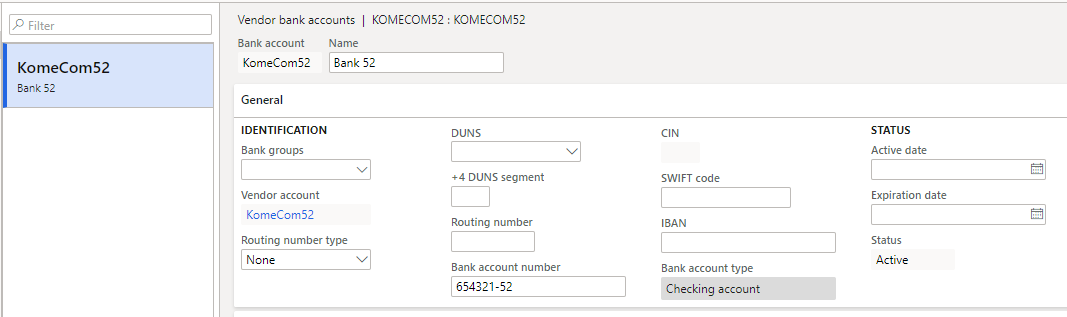 Filter
KomeCom52
Bank 52
Vendor bank accounts | KOMECOM52 : KOMECOM52
Bank account
Name
KomeCom52
Bank 52
General
IDENTIFICATION
Bank groups
Vendor account
KomeCom52
Routing number type
None
DUNS
+4 DUNS segment
Routing number
Bank account number
654321-52
CIN
SWIFT code
IBAN
Bank account type
Checking account
STATUS
Active date
Expiration date
Status
Active